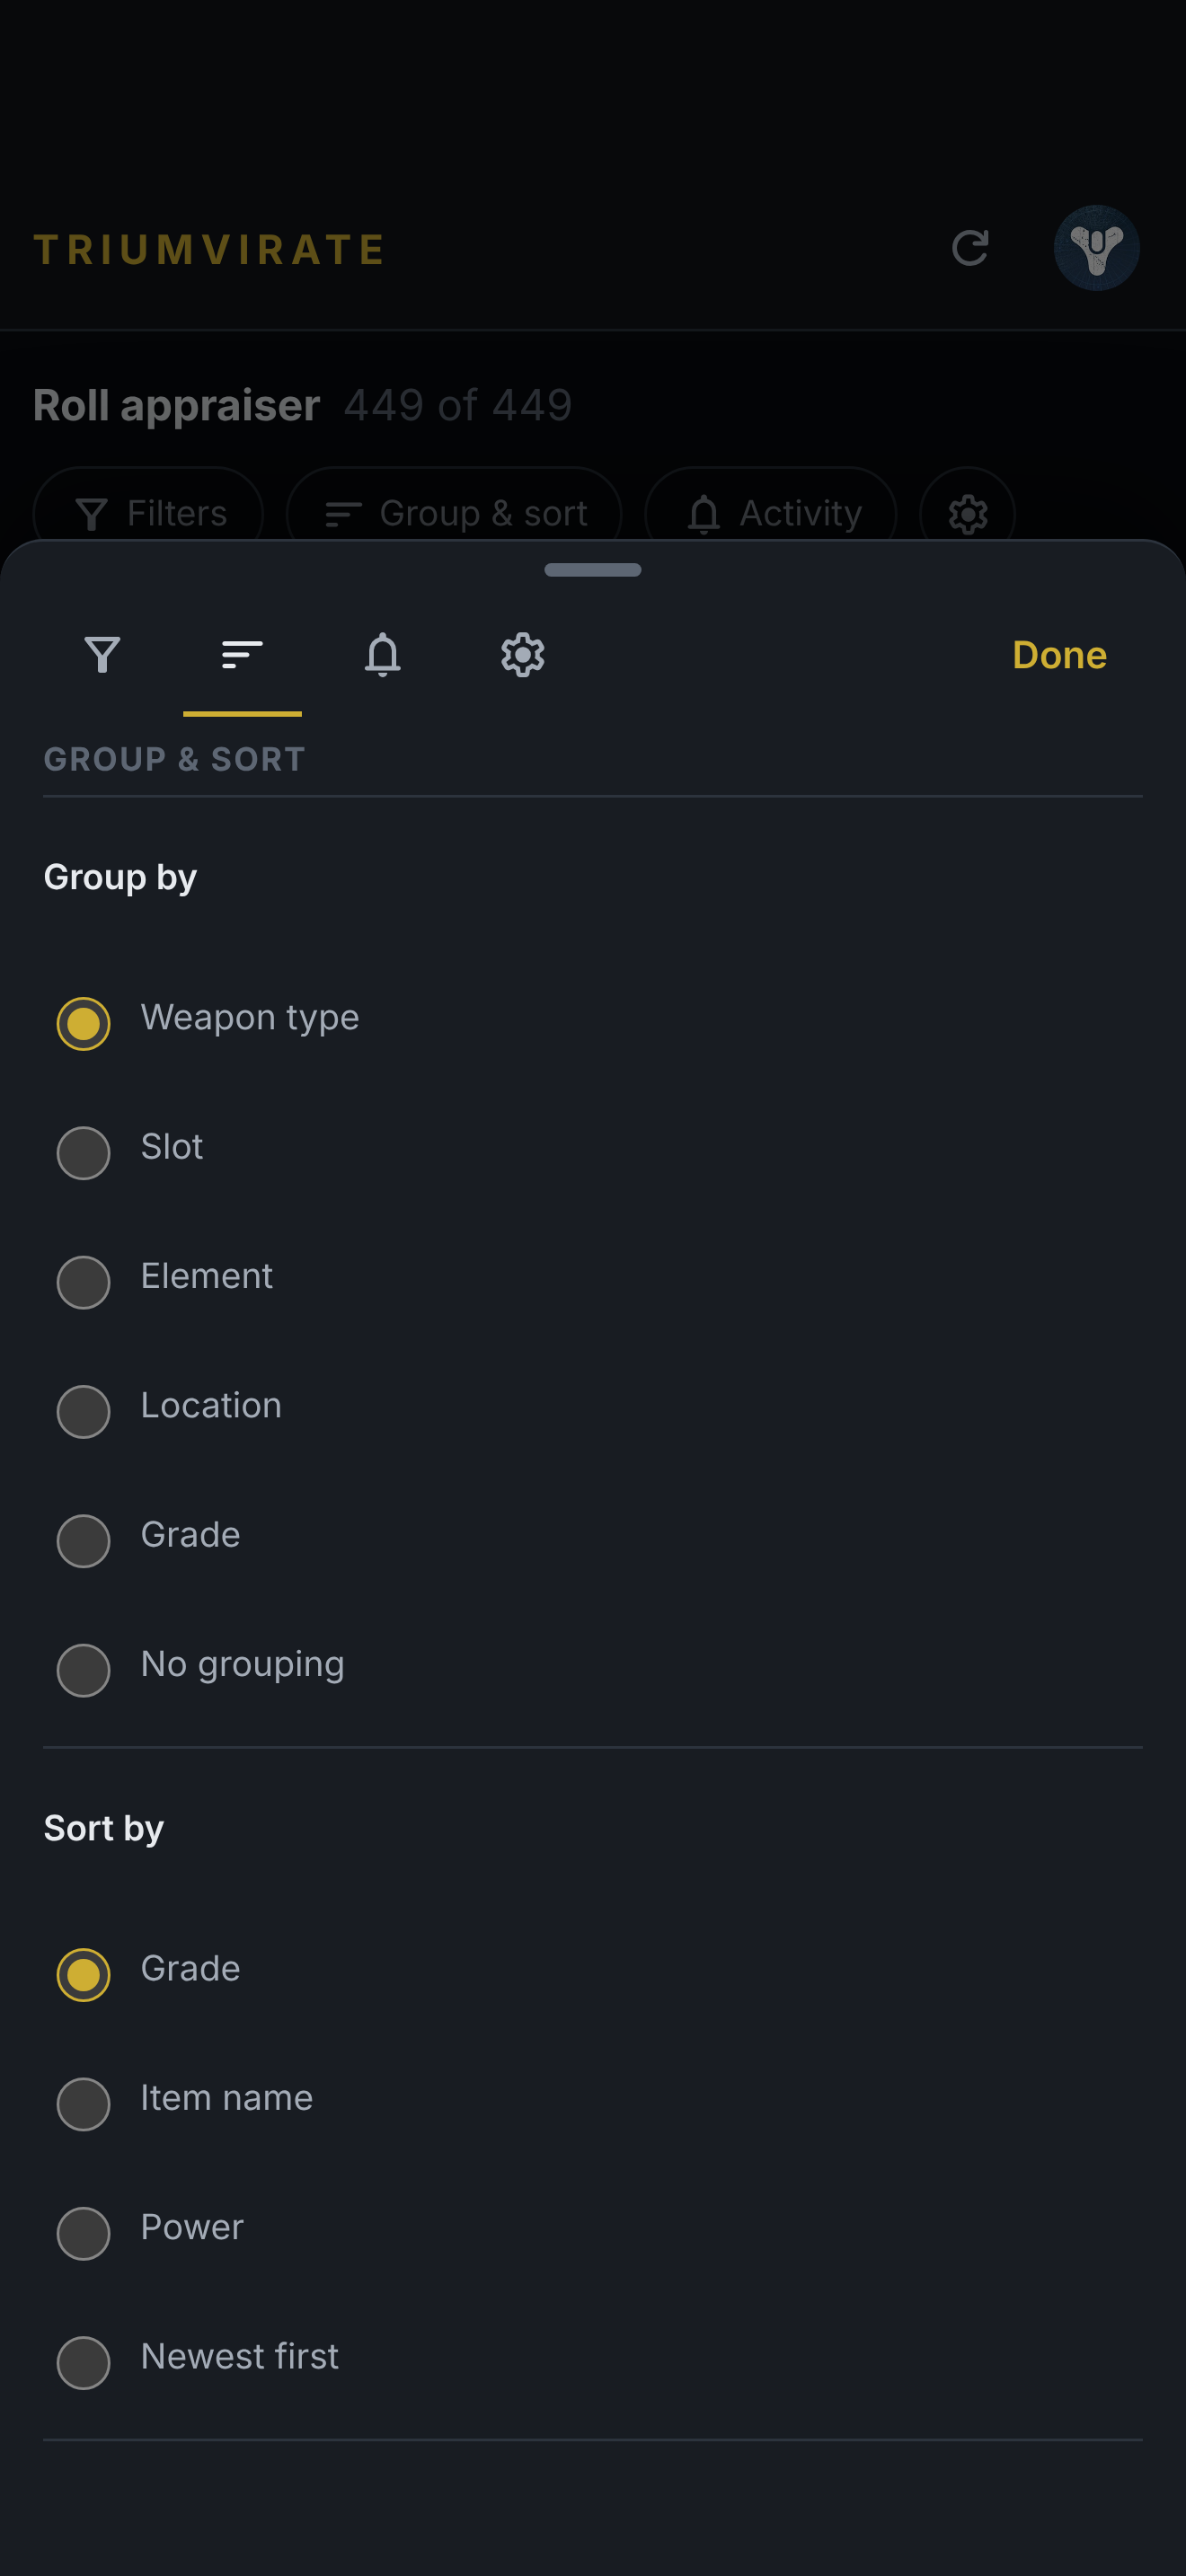 TRIUMVIRATE
Roll appraiser 449 of 449
Filters Group & sort Activity
Done
GROUP & SORT
Group by
Weapon type
Slot
Element
Location
Grade
No grouping
Sort by
Grade
Item name
Power
Newest first